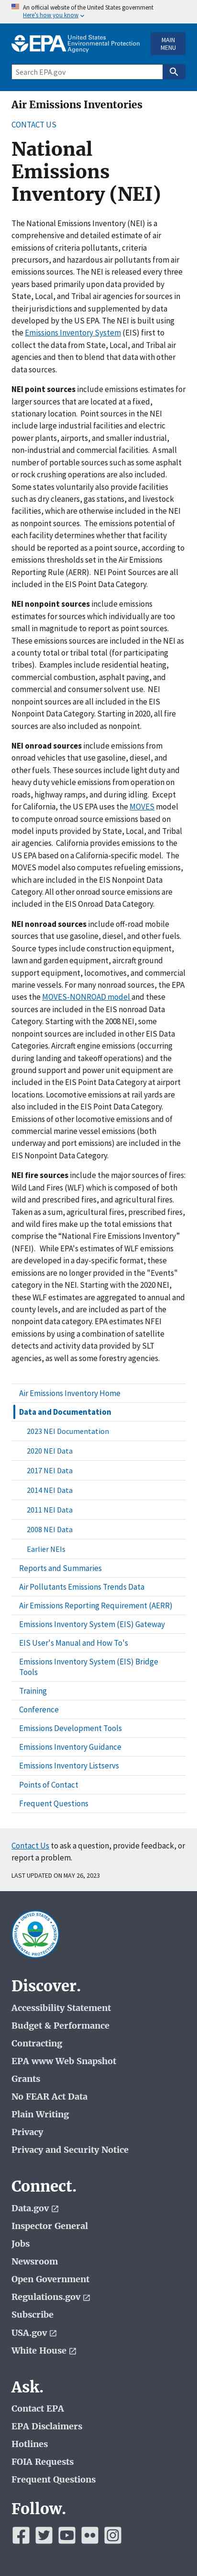 An official website of the United States government
Here's how you know
EPA United States Environmental Protection Agency
MAIN MENU
Search EPA.gov
Air Emissions Inventories
CONTACT US
National
Emissions
Inventory (NEI)
The National Emissions Inventory (NEI) is a
comprehensive and detailed estimate of air
emissions of criteria pollutants, criteria
precursors, and hazardous air pollutants from air
emissions sources. The NEI is released every three
years based primarily upon data provided by
State, Local, and Tribal air agencies for sources in
their jurisdictions and supplemented by data
developed by the US EPA. The NEI is built using
the Emissions Inventory System (EIS) first to
collect the data from State, Local, and Tribal air
agencies and then to blend that data with other
data sources.
NEI point sources include emissions estimates for
larger sources that are located at a fixed,
stationary location. Point sources in the NEI
include large industrial facilities and electric
power plants, airports, and smaller industrial,
non-industrial and commercial facilities. A small
number of portable sources such as some asphalt
or rock crushing operations are also included.
Some states voluntarily also provide facilities
such as dry cleaners, gas stations, and livestock
facilities, which otherwise would be included as
nonpoint sources. The emissions potential of
each facility determines whether that facility
should be reported as a point source, according to
emissions thresholds set in the Air Emissions
Reporting Rule (AERR). NEI Point Sources are all
included in the EIS Point Data Category.
NEI nonpoint sources include emissions
estimates for sources which individually are too
small in magnitude to report as point sources.
These emissions sources are included in the NEI as
a county total or tribal total (for participating
tribes). Examples include residential heating,
commercial combustion, asphalt paving, and
commercial and consumer solvent use. NEI
nonpoint sources are all included in the EIS
Nonpoint Data Category. Starting in 2020, all fire
emissions are also nonpoint.
NEI onroad sources include emissions from
onroad vehicles that use gasoline, diesel, and
other fuels. These sources include light duty and
heavy duty vehicle emissions from operation on
roads, highway ramps, and during idling. Except
for California, the US EPA uses the MOVES model
to compute onroad source emissions based on
model inputs provided by State, Local, and Tribal
air agencies. California provides emissions to the
US EPA based on a California-specific model. The
MOVES model also computes refueling emissions,
which are all included in the EIS Nonpoint Data
Category. All other onroad source emissions are
included in the EIS Onroad Data Category.
NEI nonroad sources include off-road mobile
sources that use gasoline, diesel, and other fuels.
Source types include construction equipment,
lawn and garden equipment, aircraft ground
support equipment, locomotives, and commercial
marine vessels. For many nonroad sources, the EPA
uses the MOVES-NONROAD model and these
sources are included in the EIS nonroad Data
Category. Starting with the 2008 NEI, other
nonroad sources are included in other EIS Data
Categories. Aircraft engine emissions (occurring
during landing and takeoff operations) and the
ground support and power unit equipment are
included in the EIS Point Data Category at airport
locations. Locomotive emissions at rail yards are
also included in the EIS Point Data Category.
Emissions of other locomotive emissions and of
commercial marine vessel emissions (both
underway and port emissions) are included in the
EIS Nonpoint Data Category.
NEI fire sources include the major sources of fires:
Wild Land Fires (WLF) which is composed of
wildfires, prescribed fires, and agricultural fires.
Taken as a sum, agricultural fires, prescribed fires,
and wild fires make up the total emissions that
comprise the “National Fire Emissions Inventory”
(NFEI). While EPA's estimates of WLF emissions
are developed in a day-specific format, these
emissions are no longer provided in the "Events"
category in the NEI. Starting with the 2020 NEI,
these WLF estimates are aggregated to annual and
county levels, and are included as part of the
nonpoint data category. EPA estimates NFEI
emissions by using a combination of satellite
detects and activity data provided by SLT
agencies, as well as some forestry agencies.
Air Emissions Inventory Home
Data and Documentation
2023 NEI Documentation
2020 NEI Data
2017 NEI Data
2014 NEI Data
2011 NEI Data
2008 NEI Data
Earlier NEIs
Reports and Summaries
Air Pollutants Emissions Trends Data
Air Emissions Reporting Requirement (AERR)
Emissions Inventory System (EIS) Gateway
EIS User's Manual and How To's
Emissions Inventory System (EIS) Bridge
Tools
Training
Conference
Emissions Development Tools
Emissions Inventory Guidance
Emissions Inventory Listservs
Points of Contact
Frequent Questions
Contact Us to ask a question, provide feedback, or
report a problem.
LAST UPDATED ON MAY 26, 2023
Discover.
Accessibility Statement
Budget & Performance
Contracting
EPA www Web Snapshot
Grants
No FEAR Act Data
Plain Writing
Privacy
Privacy and Security Notice
Connect.
Data.gov
Inspector General
Jobs
Newsroom
Open Government
Regulations.gov
Subscribe
USA.gov
White House
Ask.
Contact EPA
EPA Disclaimers
Hotlines
FOIA Requests
Frequent Questions
Follow.